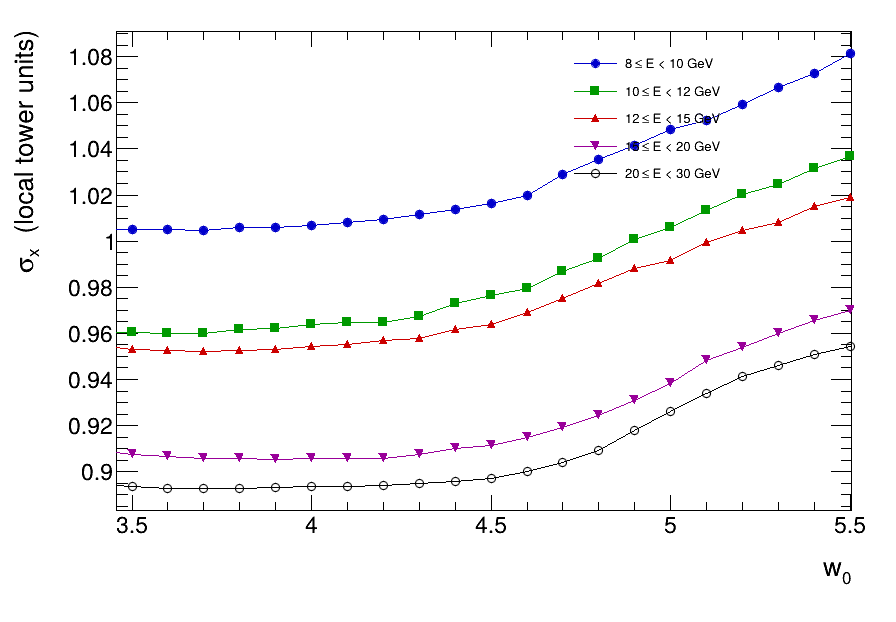 σx (local tower units)
1.08
1.06
1.04
1.02
1
0.98
0.96
0.94
0.92
0.9
8 ≤ E < 10 GeV
10 ≤ E < 12 GeV
12 ≤ E < 15 GeV
15 ≤ E < 20 GeV
20 ≤ E < 30 GeV
3.5 4 4.5 5 5.5
w0